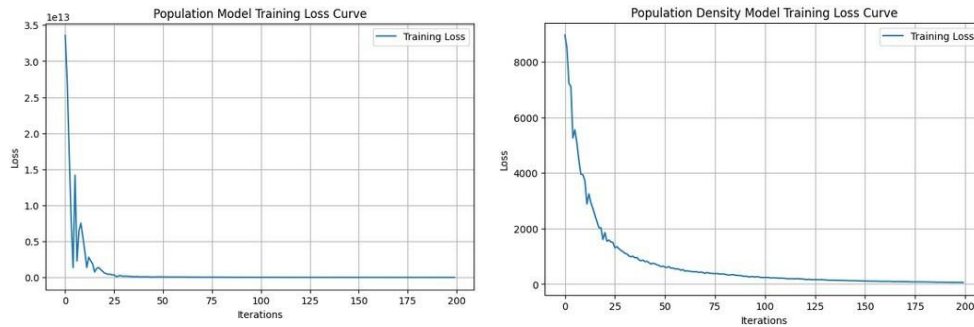 Population Model Training Loss Curve
1e13
Training Loss
3.5
3.0
2.5
2.0
1.5
1.0
0.5
0.0
Loss
0 25 50 75 100 125 150 175 200
Iterations
Population Density Model Training Loss Curve
Training Loss
8000
6000
4000
2000
0
Loss
0 25 50 75 100 125 150 175 200
Iterations